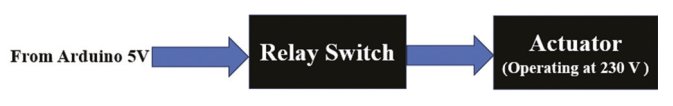 From Arduino 5V
Relay Switch
Actuator
(Operating at 230 V )